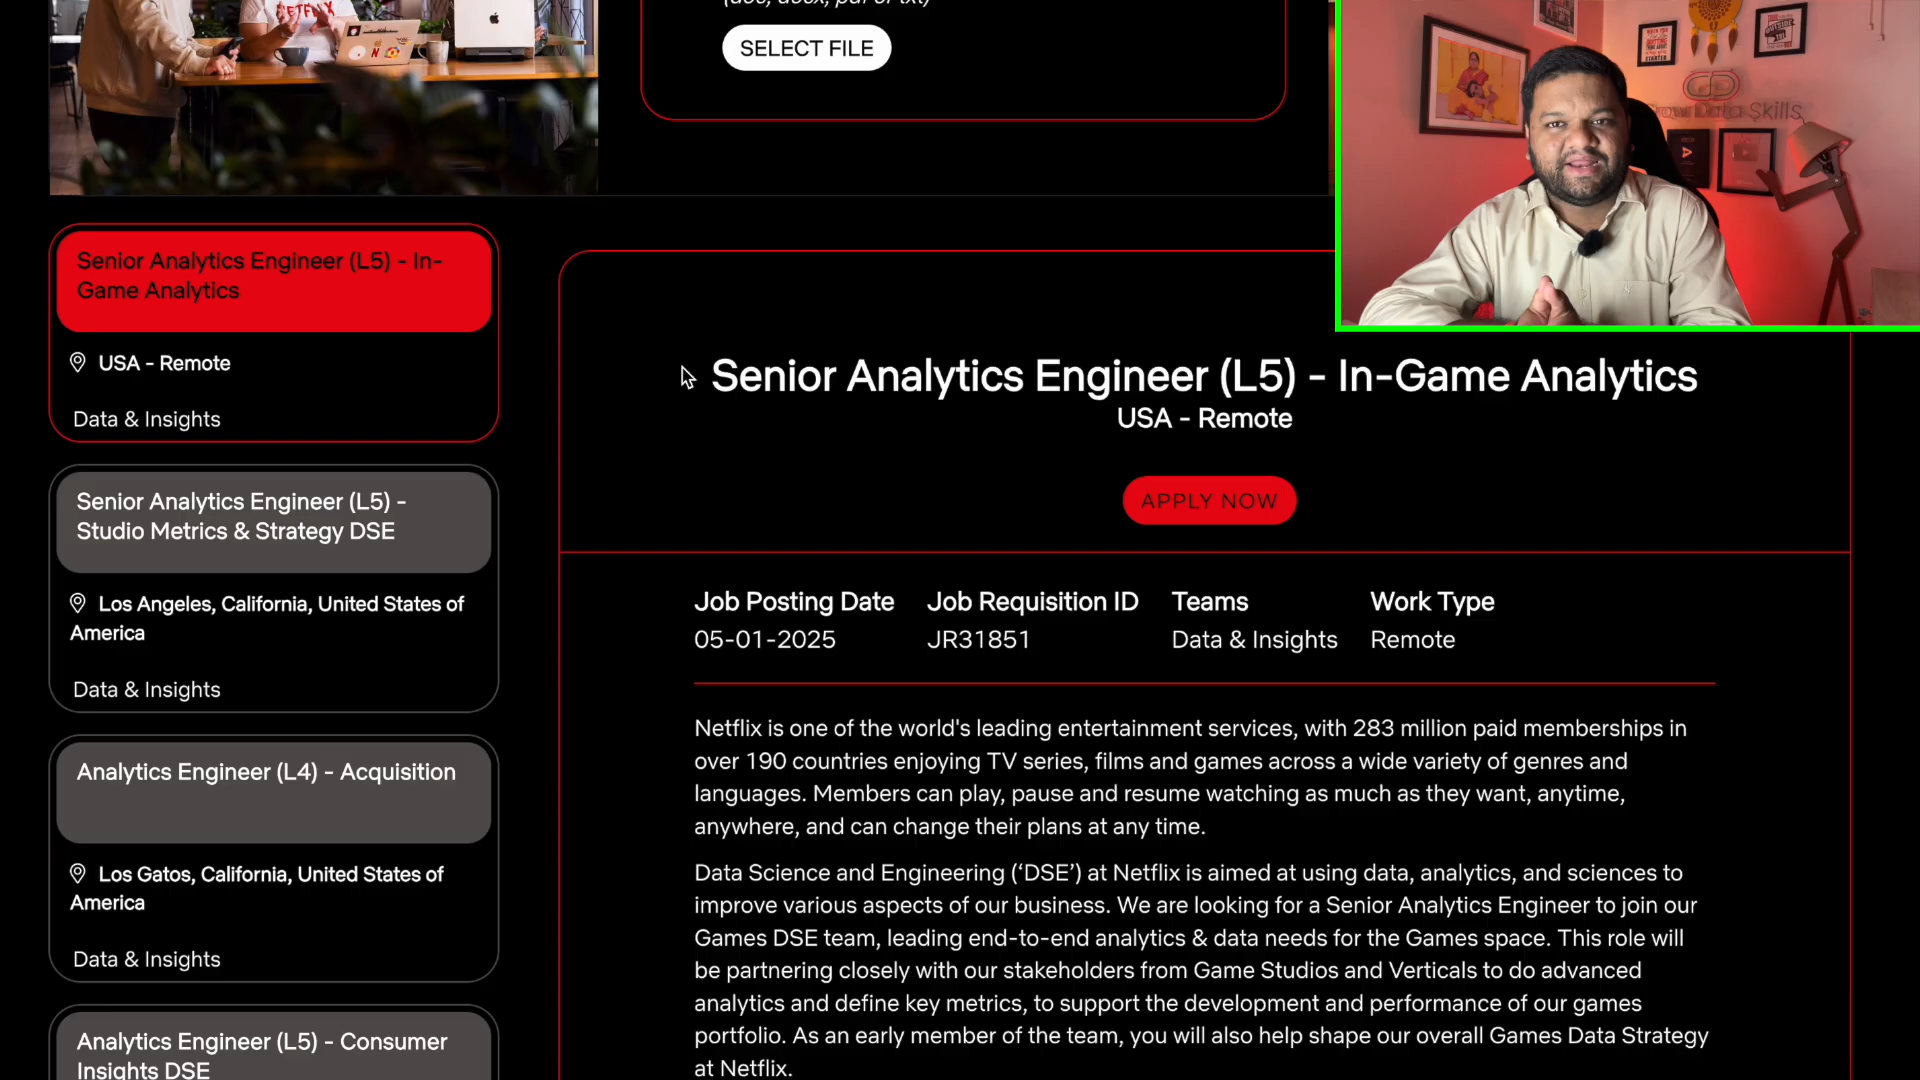 (doc, docx, pdf or txt)
SELECT FILE
NETFLIX
Grow Data Skills
Senior Analytics Engineer (L5) - In-
Game Analytics
USA - Remote
Data & Insights
Senior Analytics Engineer (L5) -
Studio Metrics & Strategy DSE
Los Angeles, California, United States of
America
Data & Insights
Analytics Engineer (L4) - Acquisition
Los Gatos, California, United States of
America
Data & Insights
Analytics Engineer (L5) - Consumer
Insights DSE
Senior Analytics Engineer (L5) - In-Game Analytics
USA - Remote
APPLY NOW
Job Posting Date Job Requisition ID Teams Work Type
05-01-2025 JR31851 Data & Insights Remote
Netflix is one of the world's leading entertainment services, with 283 million paid memberships in
over 190 countries enjoying TV series, films and games across a wide variety of genres and
languages. Members can play, pause and resume watching as much as they want, anytime,
anywhere, and can change their plans at any time.
Data Science and Engineering (‘DSE’) at Netflix is aimed at using data, analytics, and sciences to
improve various aspects of our business. We are looking for a Senior Analytics Engineer to join our
Games DSE team, leading end-to-end analytics & data needs for the Games space. This role will
be partnering closely with our stakeholders from Game Studios and Verticals to do advanced
analytics and define key metrics, to support the development and performance of our games
portfolio. As an early member of the team, you will also help shape our overall Games Data Strategy
at Netflix.